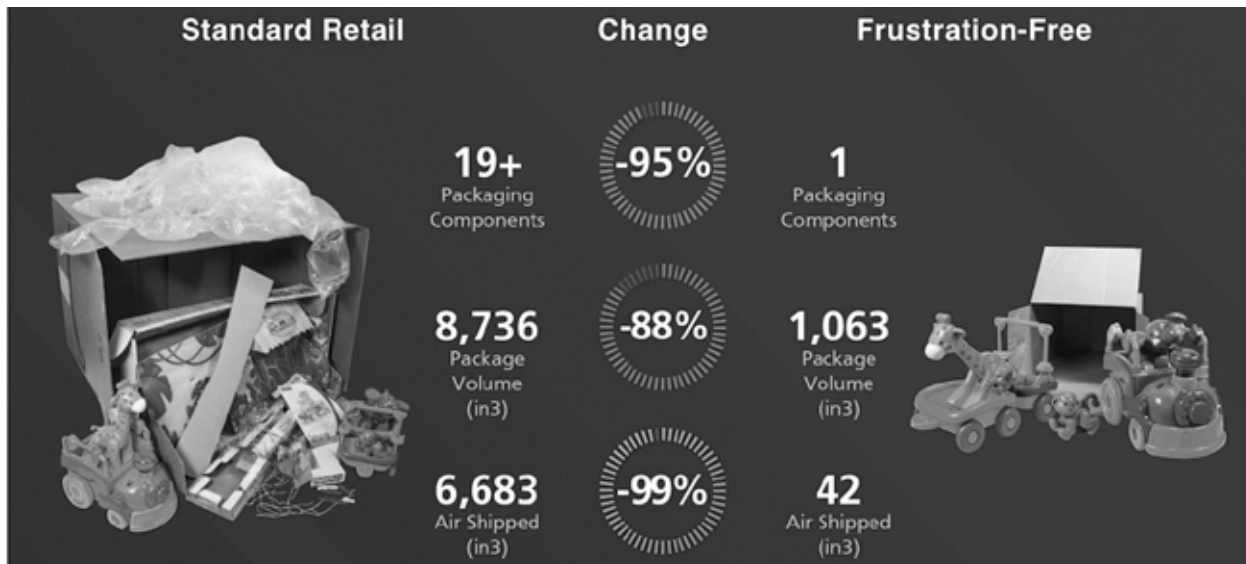 Standard Retail
Change
Frustration-Free
19+
Packaging
Components
-95%
1
Packaging
Components
8,736
Package
Volume
(in3)
-88%
1,063
Package
Volume
(in3)
6,683
Air Shipped
(in3)
-99%
42
Air Shipped
(in3)